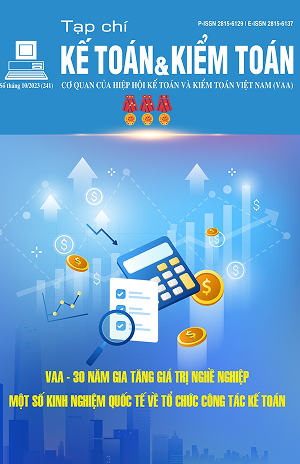 P-ISSN 2815-6129 | E-ISSN 2815-6137
Tạp chí
KẾ TOÁN & KIỂM TOÁN
Số tháng 10/2023 (241)
CƠ QUAN CỦA HIỆP HỘI KẾ TOÁN VÀ KIỂM TOÁN VIỆT NAM (VAA)
VAA - 30 NĂM GIA TĂNG GIÁ TRỊ NGHỀ NGHIỆP
MỘT SỐ KINH NGHIỆM QUỐC TẾ VỀ TỔ CHỨC CÔNG TÁC KẾ TOÁN